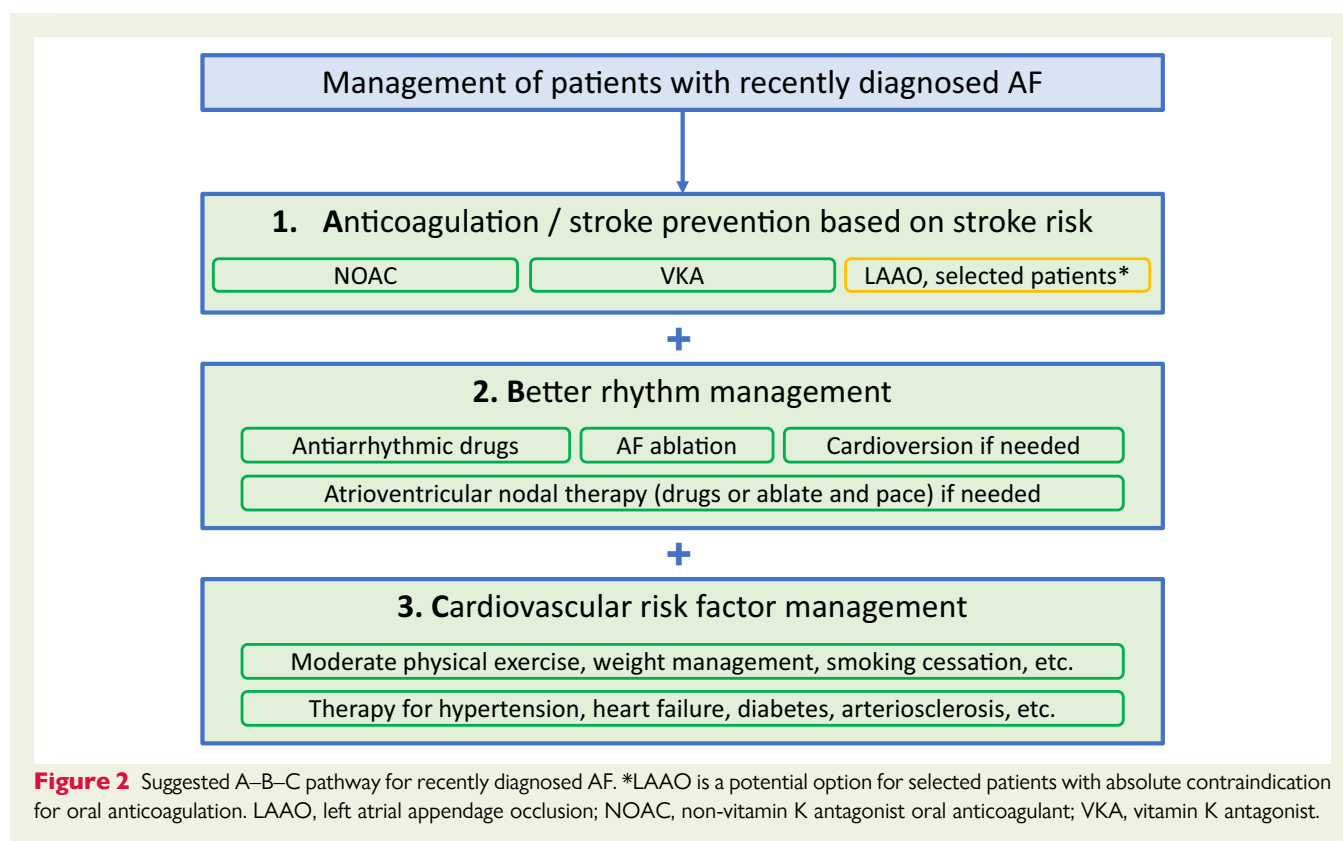 Management of patients with recently diagnosed AF
1. Anticoagulation / stroke prevention based on stroke risk
NOAC
VKA
LAAO, selected patients*
+
2. Better rhythm management
Antiarrhythmic drugs
AF ablation
Cardioversion if needed
Atrioventricular nodal therapy (drugs or ablate and pace) if needed
+
3. Cardiovascular risk factor management
Moderate physical exercise, weight management, smoking cessation, etc.
Therapy for hypertension, heart failure, diabetes, arteriosclerosis, etc.
Figure 2 Suggested A–B–C pathway for recently diagnosed AF. *LAAO is a potential option for selected patients with absolute contraindication
for oral anticoagulation. LAAO, left atrial appendage occlusion; NOAC, non-vitamin K antagonist oral anticoagulant; VKA, vitamin K antagonist.